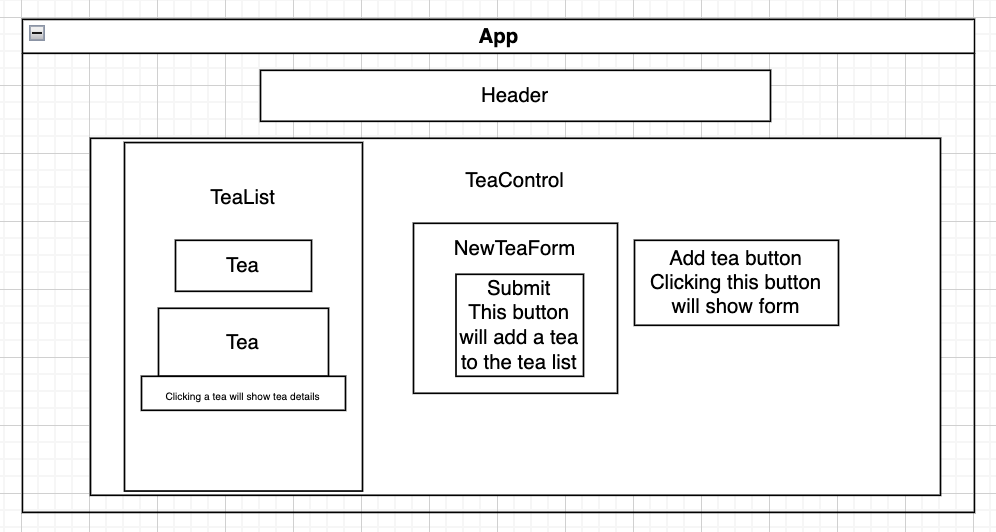 App
Header
TeaList
TeaControl
Tea
Tea
Clicking a tea will show tea details
NewTeaForm
Submit
This button
will add a tea
to the tea list
Add tea button
Clicking this button
will show form